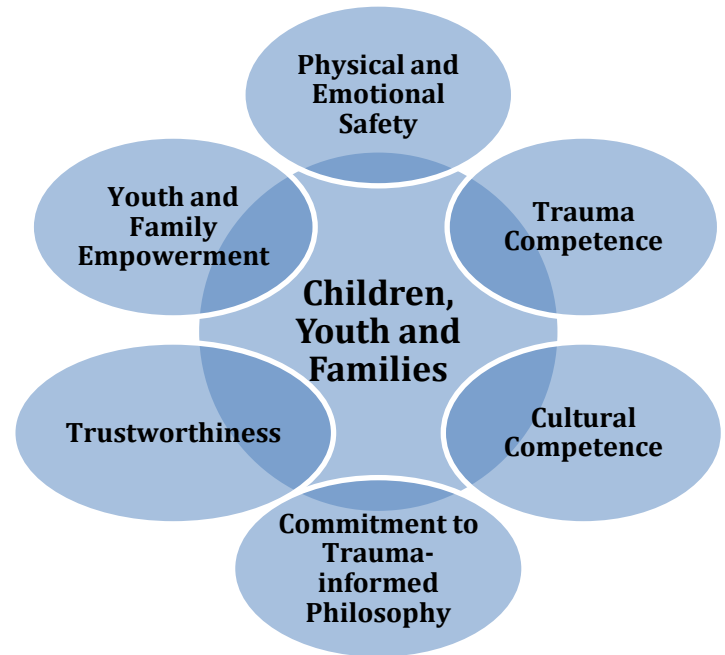 Physical and
Emotional
Safety
Youth and
Family
Empowerment
Trauma
Competence
Children,
Youth and
Families
Trustworthiness
Cultural
Competence
Commitment to
Trauma-
informed
Philosophy